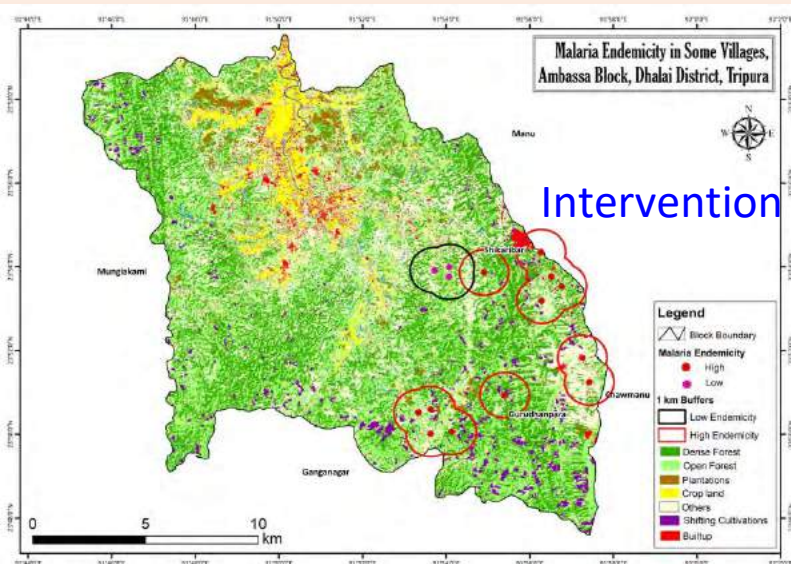 Malaria Endemicity in Some Villages,
Ambassa Block, Dhalai District, Tripura
N
W
E
S
Manu
Intervention
Shikaribari
Mungiakami
Chawmanu
Gurudhanpara
Ganganagar
Legend
Block Boundary
Malaria Endemicity
High
Low
1 km Buffers
Low Endemicity
High Endemicity
Dense Forest
Open Forest
Plantations
Crop land
Others
Shifting Cultivations
Builtup
0 5 10
km